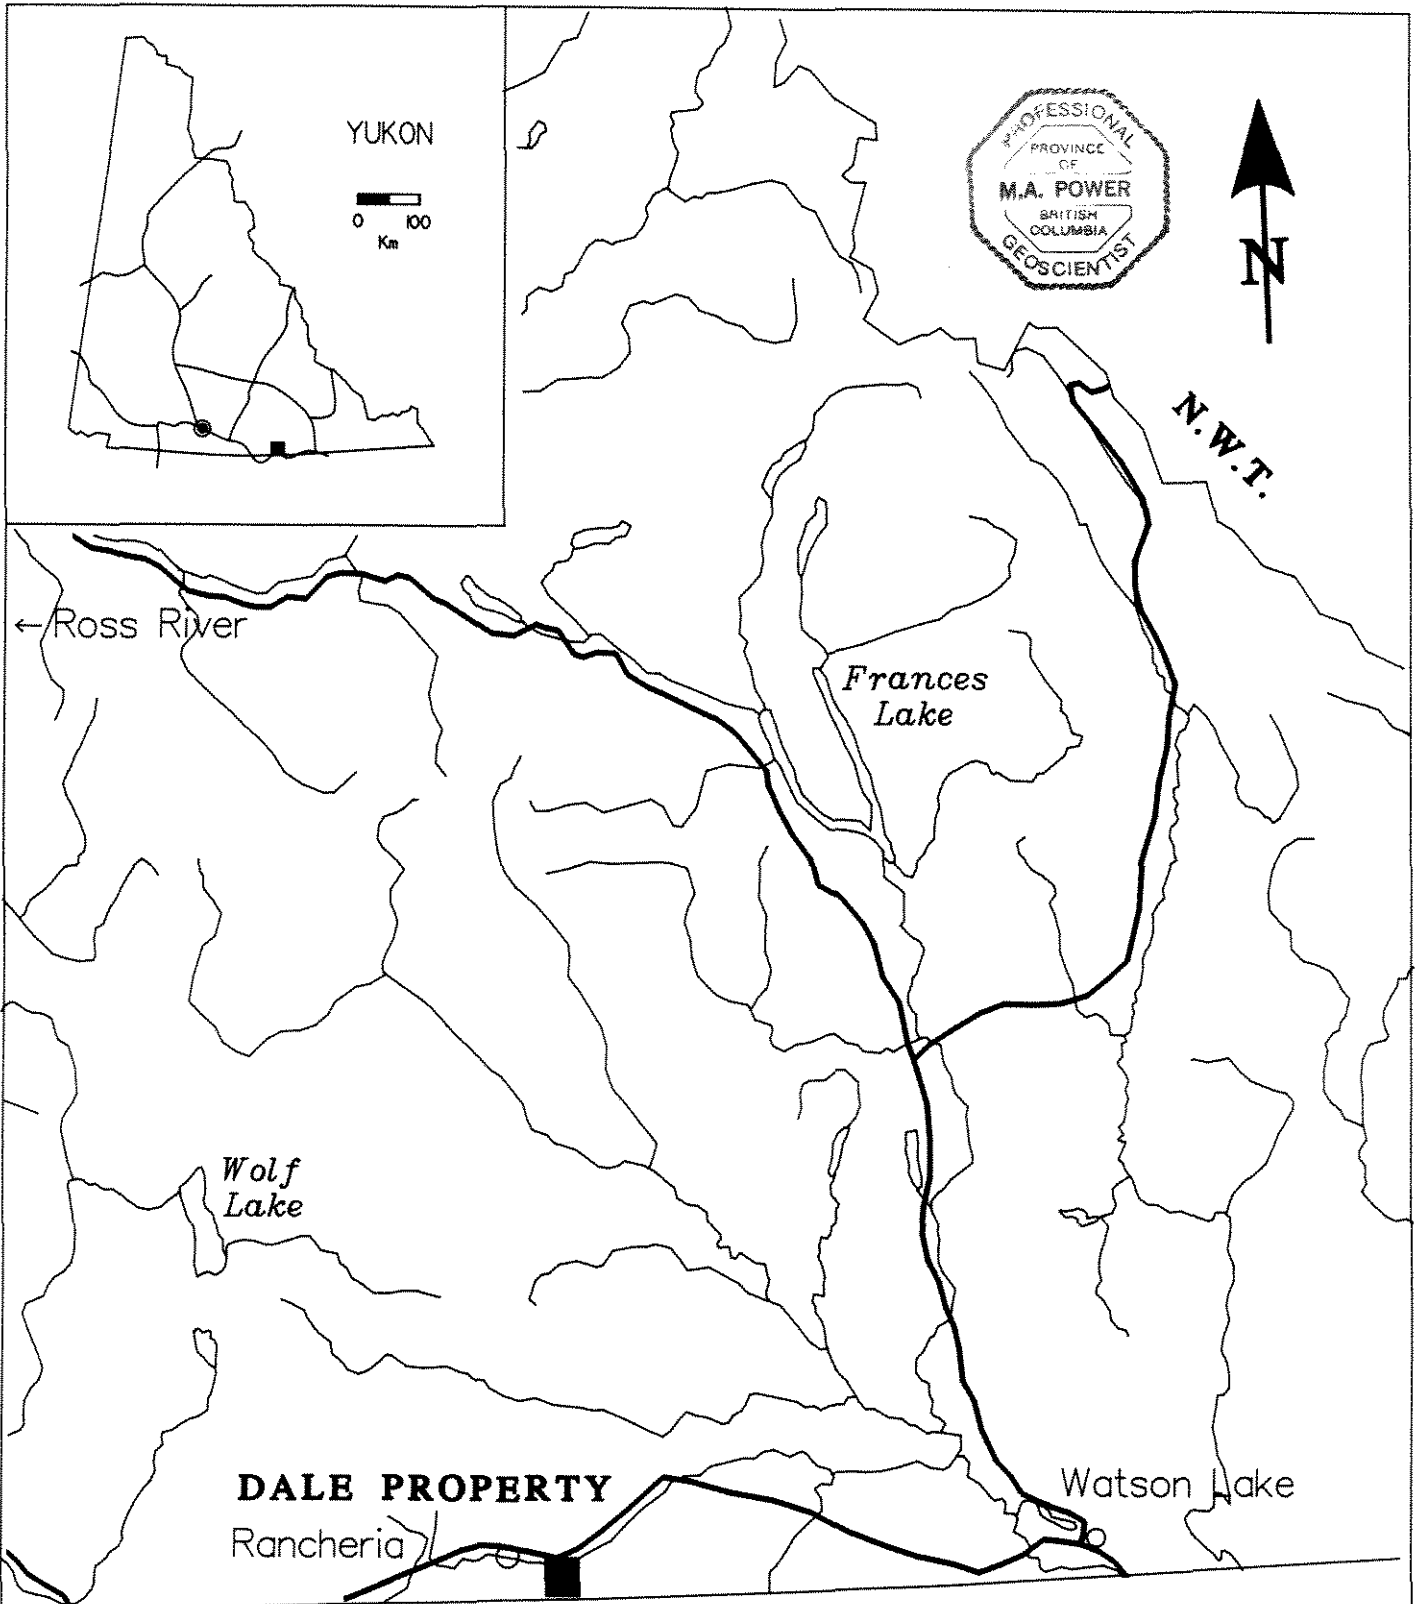 YUKON
0 100
Km
PROFESSIONAL
PROVINCE
OF
M.A. POWER
BRITISH
COLUMBIA
GEOSCIENTIST
N
N.W.T.
← Ross River
Frances
Lake
Wolf
Lake
DALE PROPERTY
Rancheria
Watson Lake